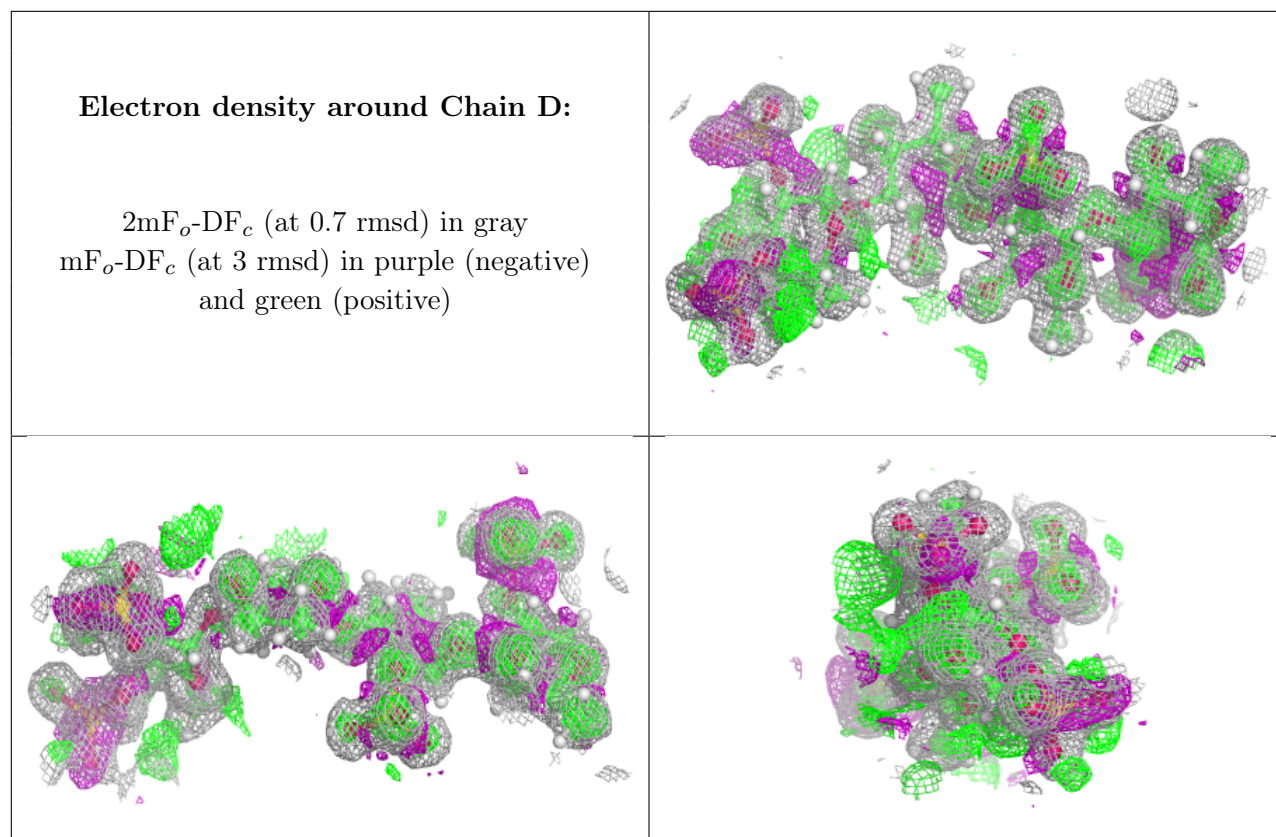 Electron density around Chain D:
2mFo-DFc (at 0.7 rmsd) in gray
mFo-DFc (at 3 rmsd) in purple (negative)
and green (positive)